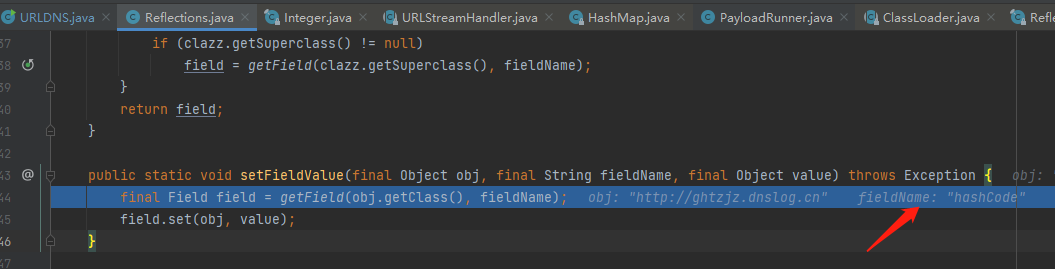 URLDNS.java × Reflections.java × Integer.java × URLStreamHandler.java × HashMap.java × PayloadRunner.java × ClassLoader.java × Refle
37 if (clazz.getSuperclass() != null)
38 field = getField(clazz.getSuperclass(), fieldName);
39 }
40 return field;
41 }
42
43 @ public static void setFieldValue(final Object obj, final String fieldName, final Object value) throws Exception { obj: "
44 final Field field = getField(obj.getClass(), fieldName); obj: "http://ghtzjz.dnslog.cn" fieldName: "hashCode"
45 field.set(obj, value);
46 }